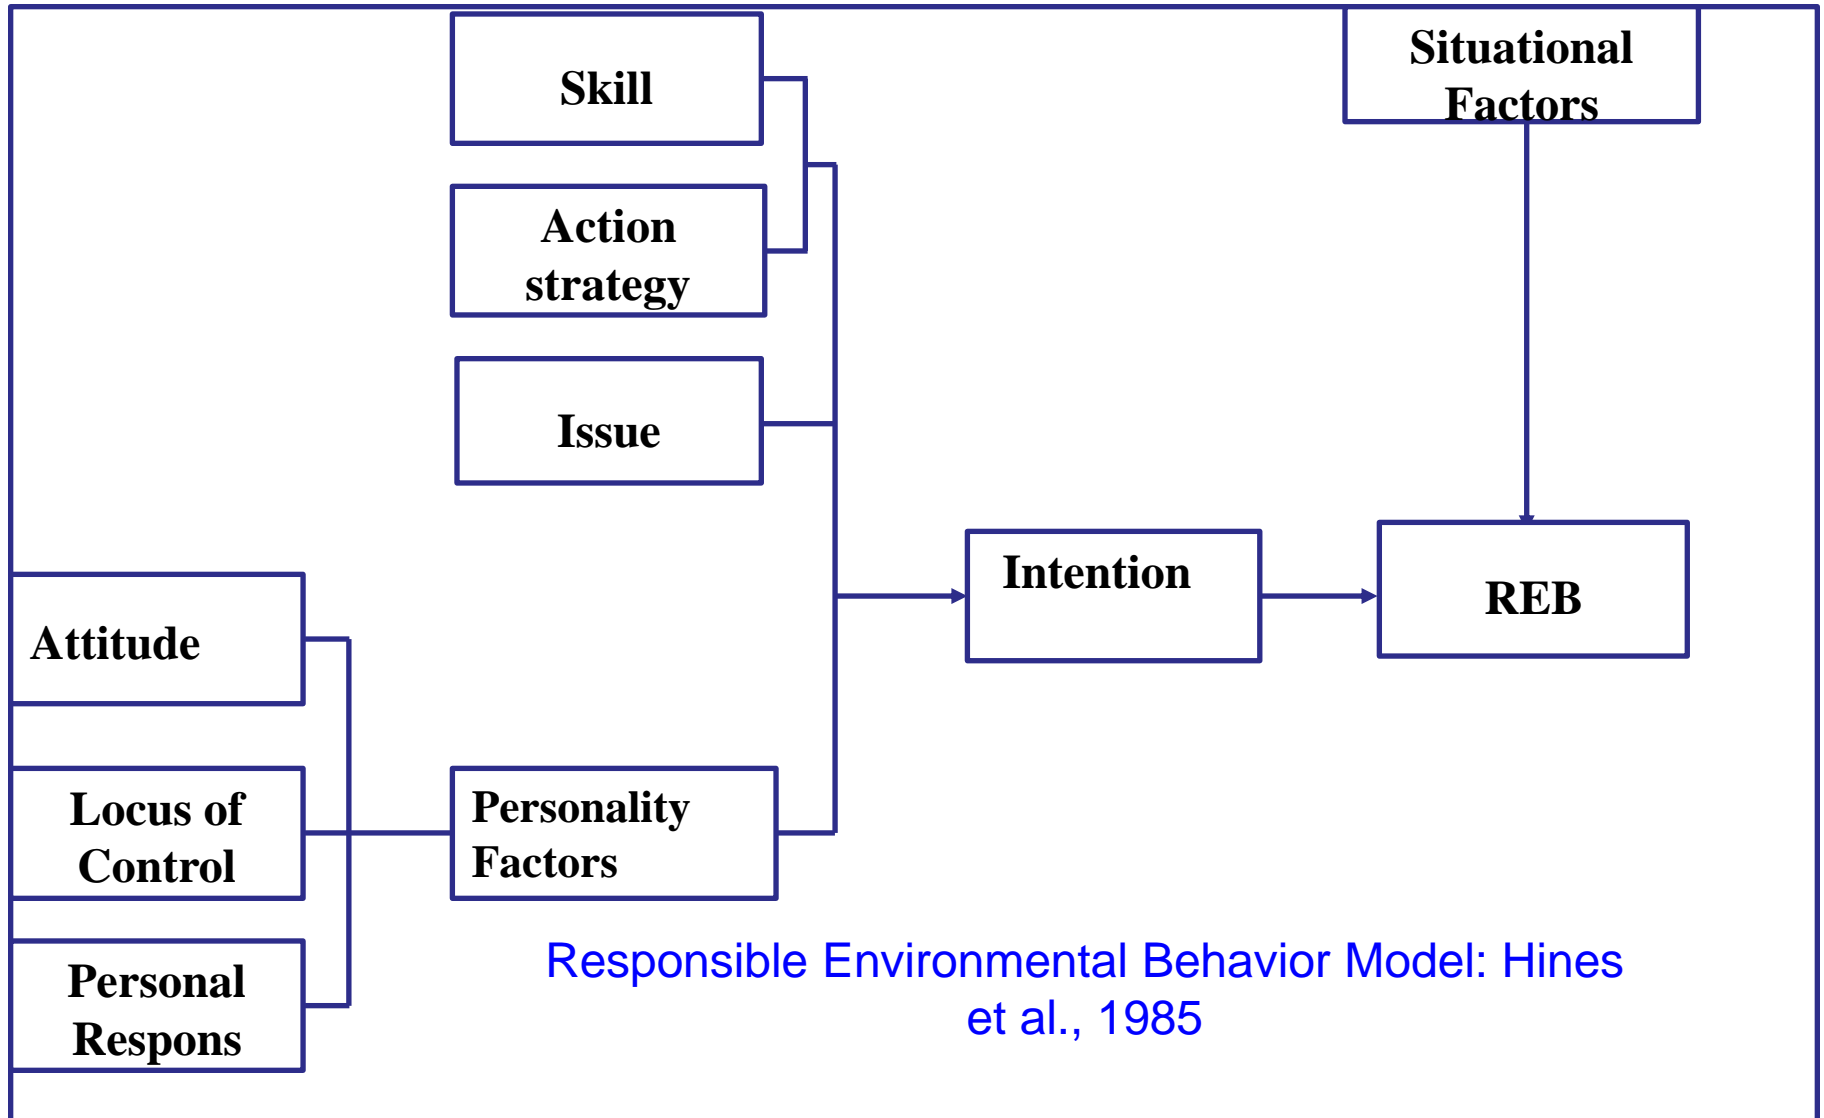 Skill
Situational
Factors
Action
strategy
Issue
Intention
REB
Attitude
Locus of
Control
Personality
Factors
Personal
Respons
Responsible Environmental Behavior Model: Hines
et al., 1985